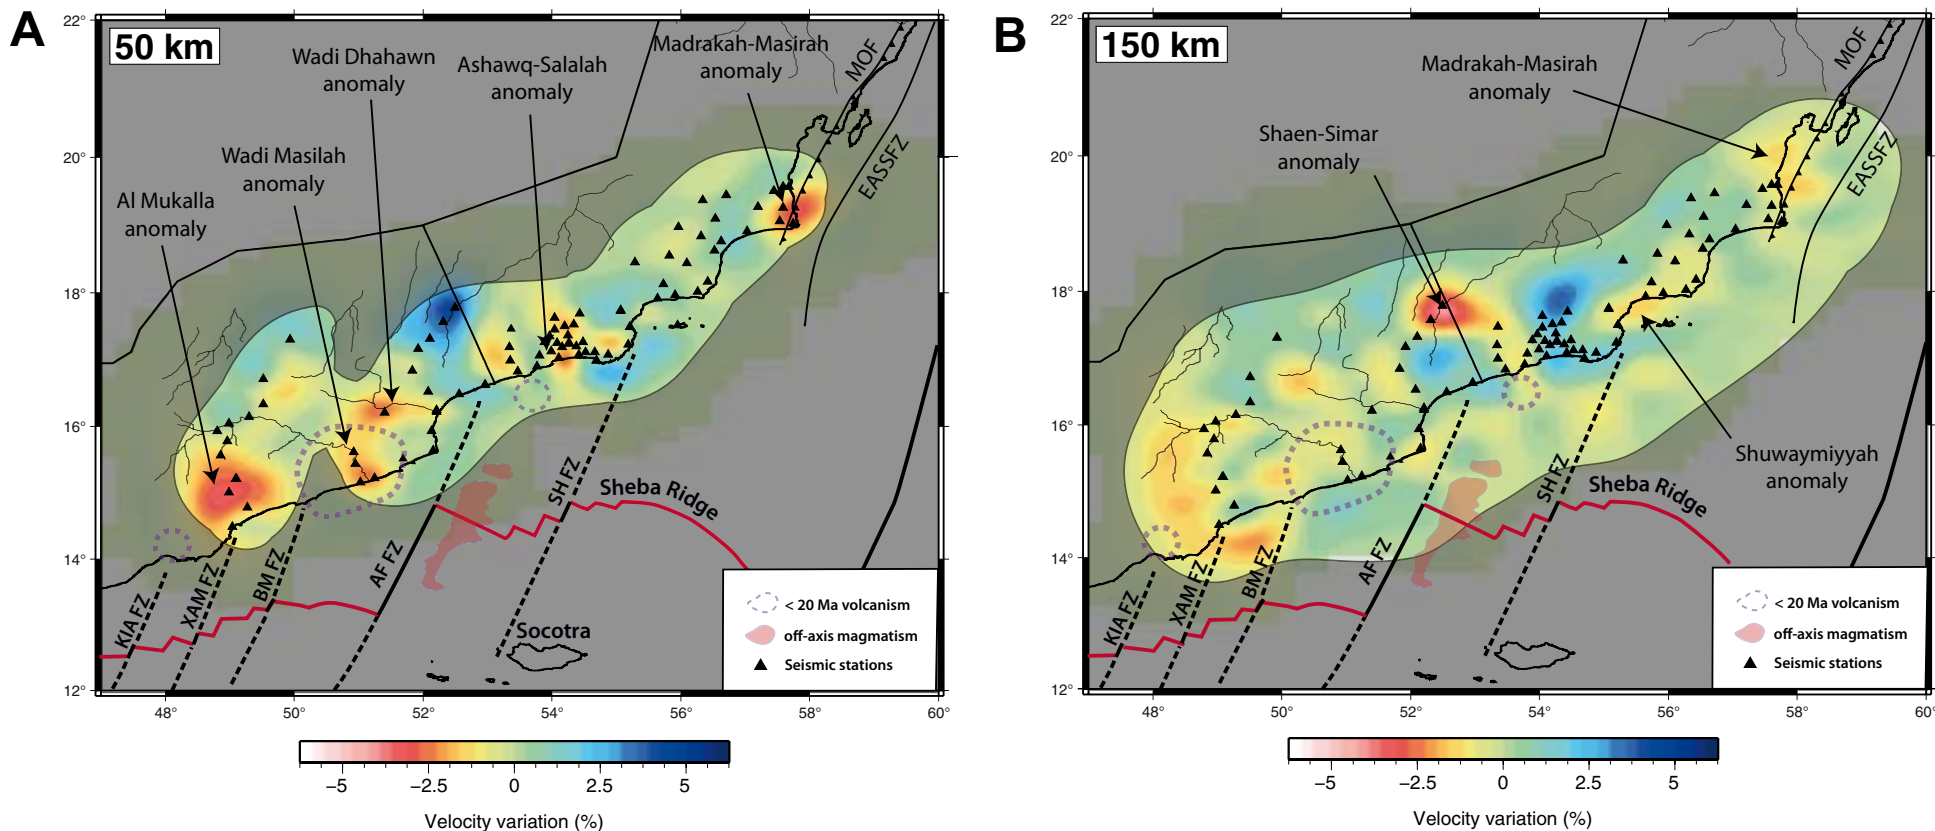 A
50 km
22°
20°
18°
16°
14°
12°
48°
50°
52°
54°
56°
58°
60°
Wadi Dhahawn
anomaly
Ashawq-Salalah
anomaly
Madrakah-Masirah
anomaly
Wadi Masilah
anomaly
Al Mukalla
anomaly
MOF
EASSFZ
KIA FZ
XAM FZ
BM FZ
AF FZ
SH FZ
Sheba Ridge
Socotra
< 20 Ma volcanism
off-axis magmatism
Seismic stations
−5
−2.5
0
2.5
5
Velocity variation (%)
B
150 km
22°
20°
18°
16°
14°
12°
48°
50°
52°
54°
56°
58°
60°
Madrakah-Masirah
anomaly
Shaen-Simar
anomaly
Shuwaymiyyah
anomaly
MOF
EASSFZ
KIA FZ
XAM FZ
BM FZ
AF FZ
SH FZ
Sheba Ridge
< 20 Ma volcanism
off-axis magmatism
Seismic stations
−5
−2.5
0
2.5
5
Velocity variation (%)